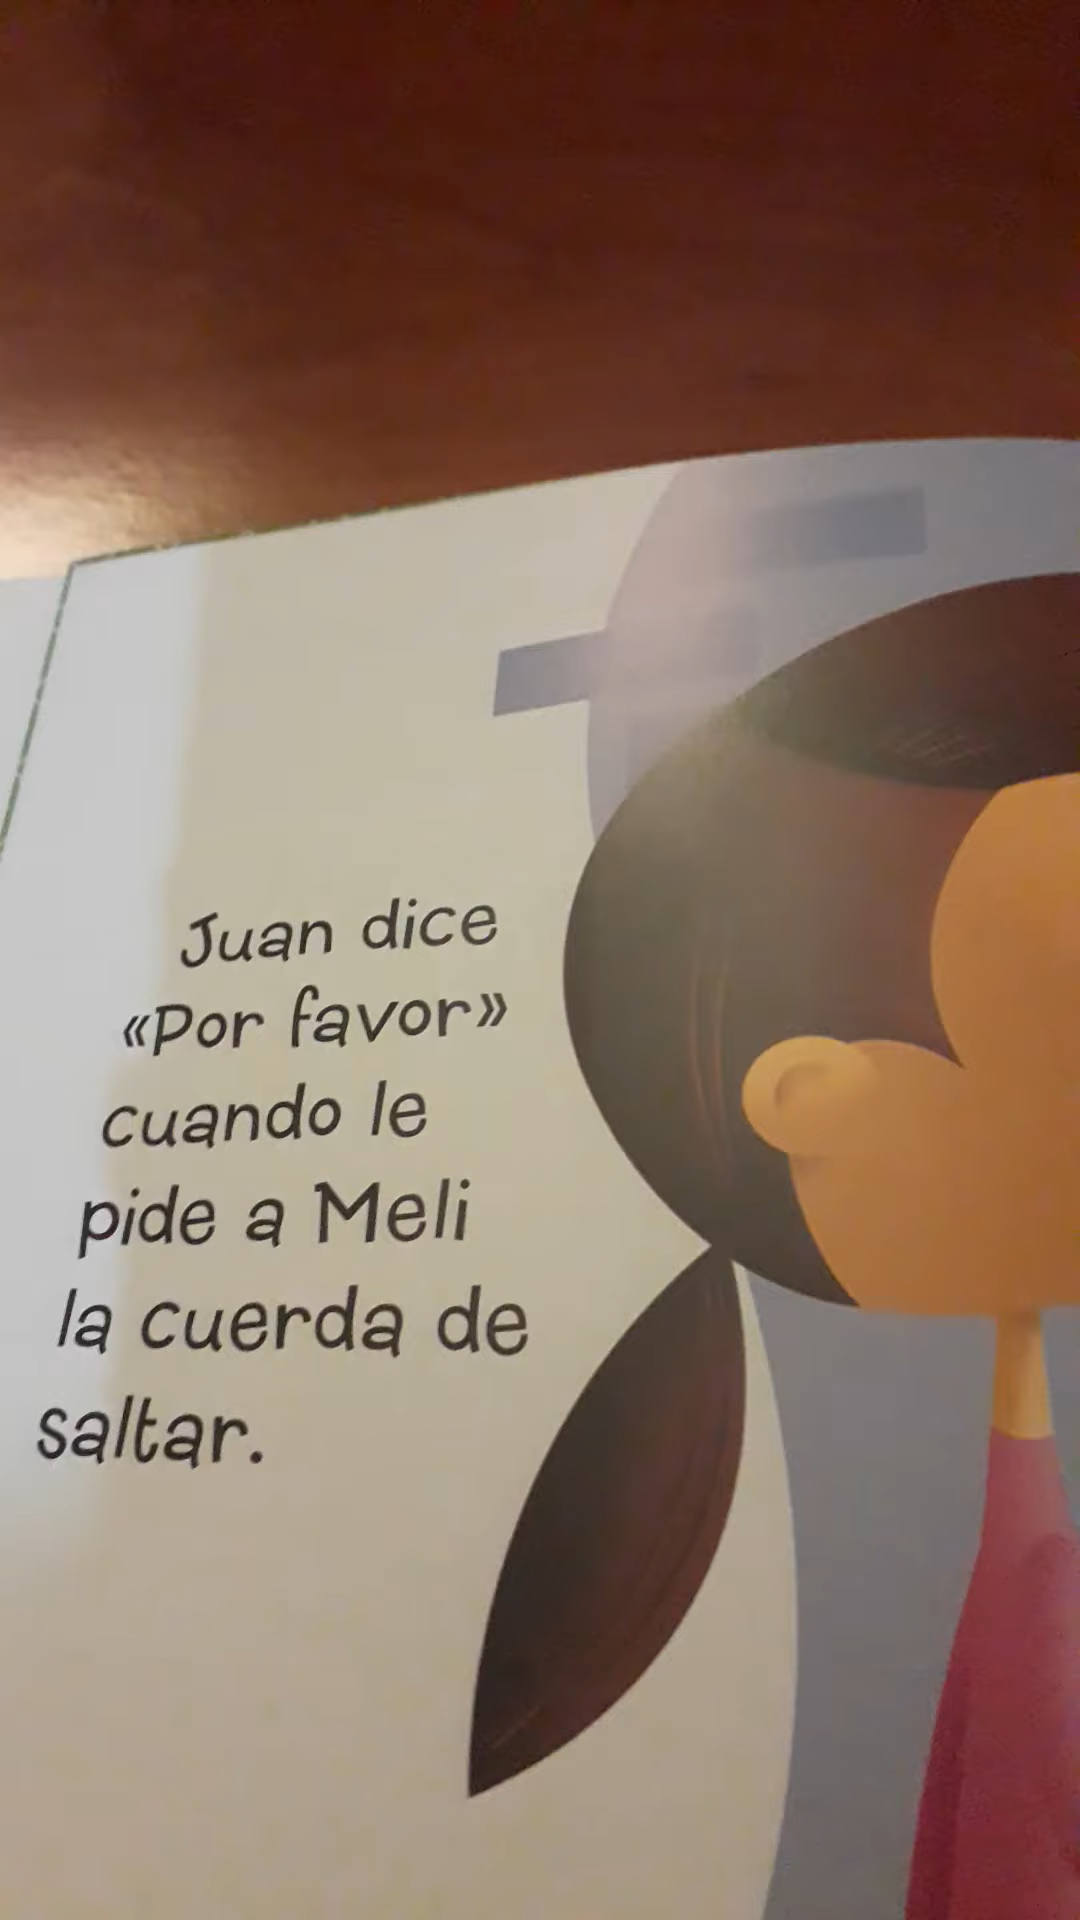 Juan dice
«Por favor»
cuando le
pide a Meli
la cuerda de
saltar.